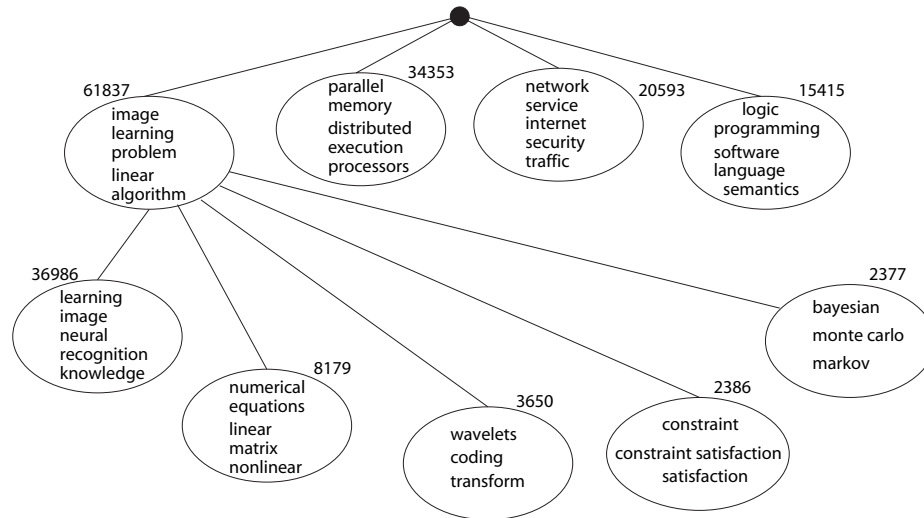 61837
image
learning
problem
linear
algorithm
34353
parallel
memory
distributed
execution
processors
20593
network
service
internet
security
traffic
15415
logic
programming
software
language
semantics
36986
learning
image
neural
recognition
knowledge
8179
numerical
equations
linear
matrix
nonlinear
3650
wavelets
coding
transform
2386
constraint
constraint satisfaction
satisfaction
2377
bayesian
monte carlo
markov